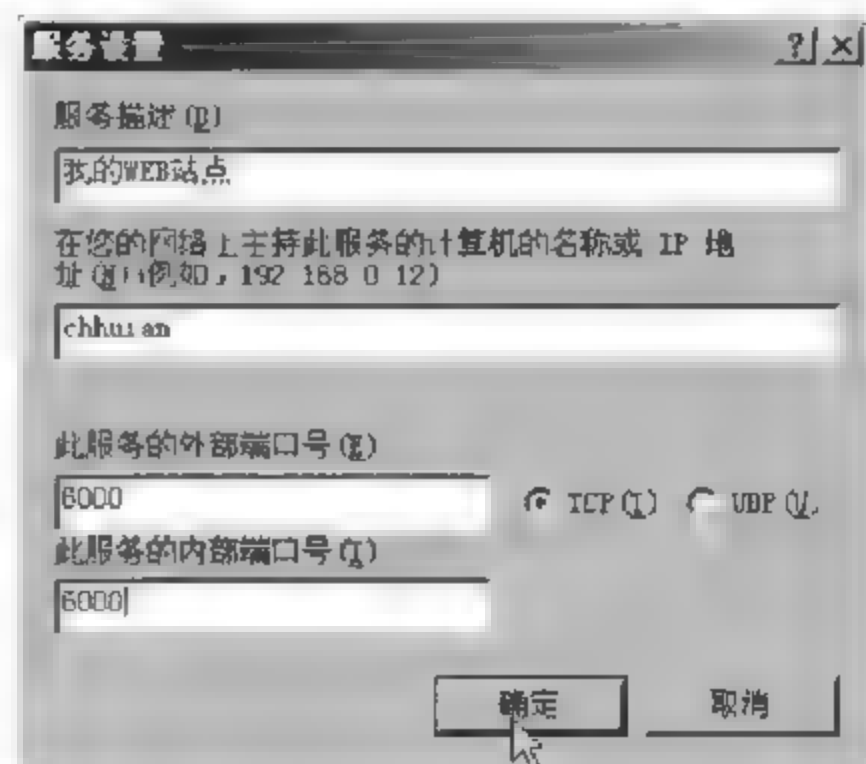 服务设置
服务描述(D)
我的WEB站点
在您的网络上主持此服务的计算机的名称或 IP 地
址(N)(例如，192 168 0 12)
chhuian
此服务的外部端口号(E)
6000
TCP(T) UDP(U)
此服务的内部端口号(I)
6000
确定 取消